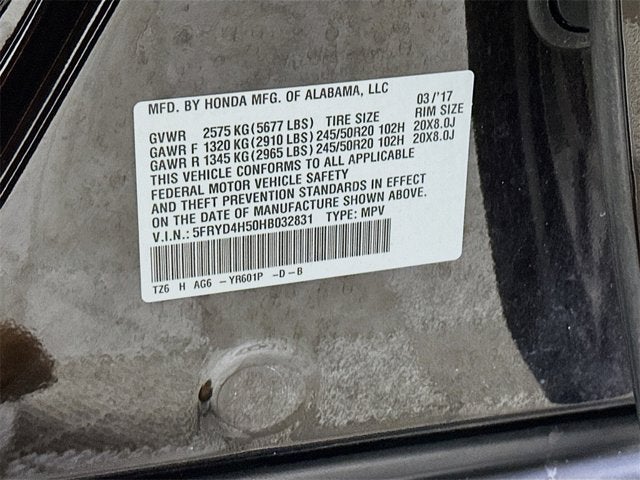 MFD. BY HONDA MFG. OF ALABAMA, LLC 03/'17
GVWR 2575 KG(5677 LBS) TIRE SIZE RIM SIZE
GAWR F 1320 KG(2910 LBS)245/50R20 102H 20X8.0J
GAWR R 1345 KG(2965 LBS)245/50R20 102H 20X8.0J
THIS VEHICLE CONFORMS TO ALL APPLICABLE
FEDERAL MOTOR VEHICLE SAFETY
AND THEFT PREVENTION STANDARDS IN EFFECT
ON THE DATE OF MANUFACTURE SHOWN ABOVE.
V.I.N.: 5FRYD4H50HB032831 TYPE: MPV
TZ6 H AG6 -YR601P -D-B